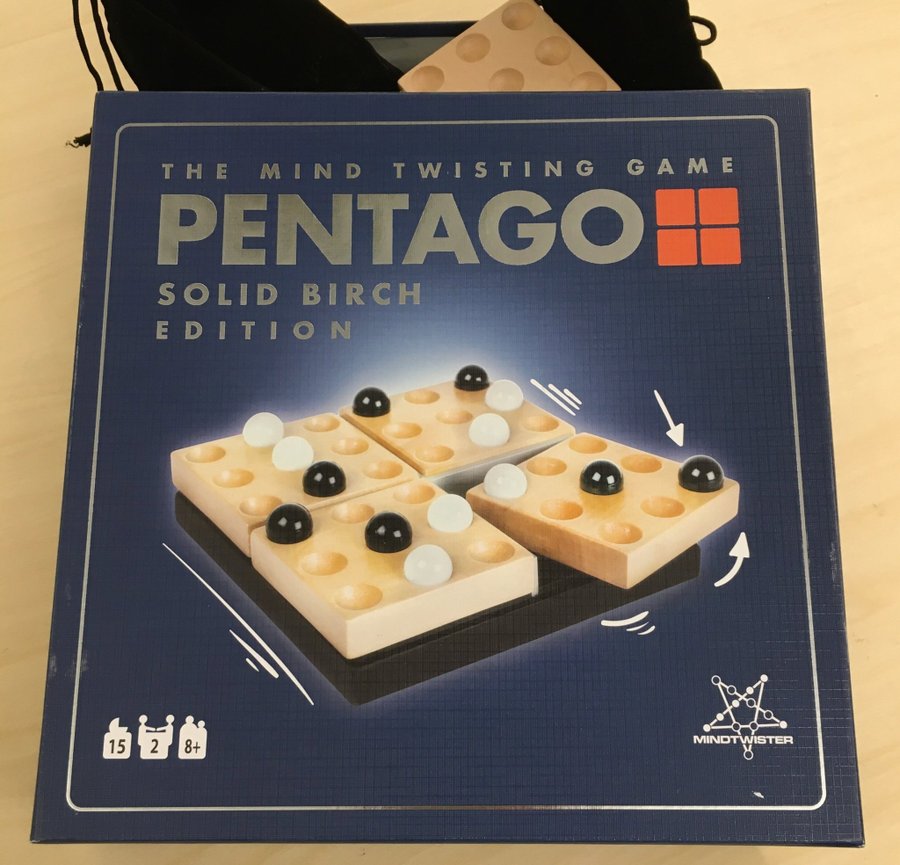 THE MIND TWISTING GAME
PENTAGO
SOLID BIRCH
EDITION
15 2 8+
MINDTWISTER